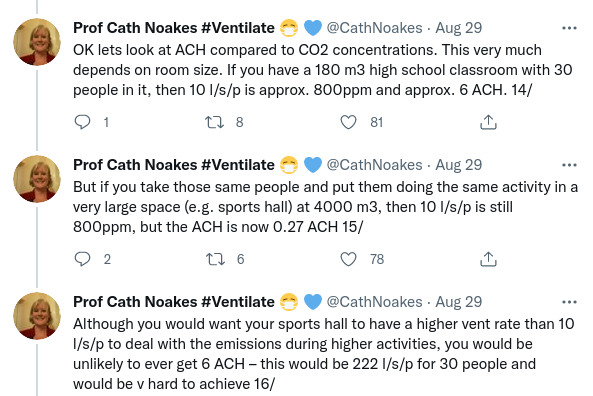 Prof Cath Noakes #Ventilate 😷 💙 @CathNoakes · Aug 29 ···
OK lets look at ACH compared to CO2 concentrations. This very much
depends on room size. If you have a 180 m3 high school classroom with 30
people in it, then 10 l/s/p is approx. 800ppm and approx. 6 ACH. 14/
1 8 81
Prof Cath Noakes #Ventilate 😷 💙 @CathNoakes · Aug 29 ···
But if you take those same people and put them doing the same activity in a
very large space (e.g. sports hall) at 4000 m3, then 10 l/s/p is still
800ppm, but the ACH is now 0.27 ACH 15/
2 6 78
Prof Cath Noakes #Ventilate 😷 💙 @CathNoakes · Aug 29 ···
Although you would want your sports hall to have a higher vent rate than 10
l/s/p to deal with the emissions during higher activities, you would be
unlikely to ever get 6 ACH – this would be 222 l/s/p for 30 people and
would be v hard to achieve 16/